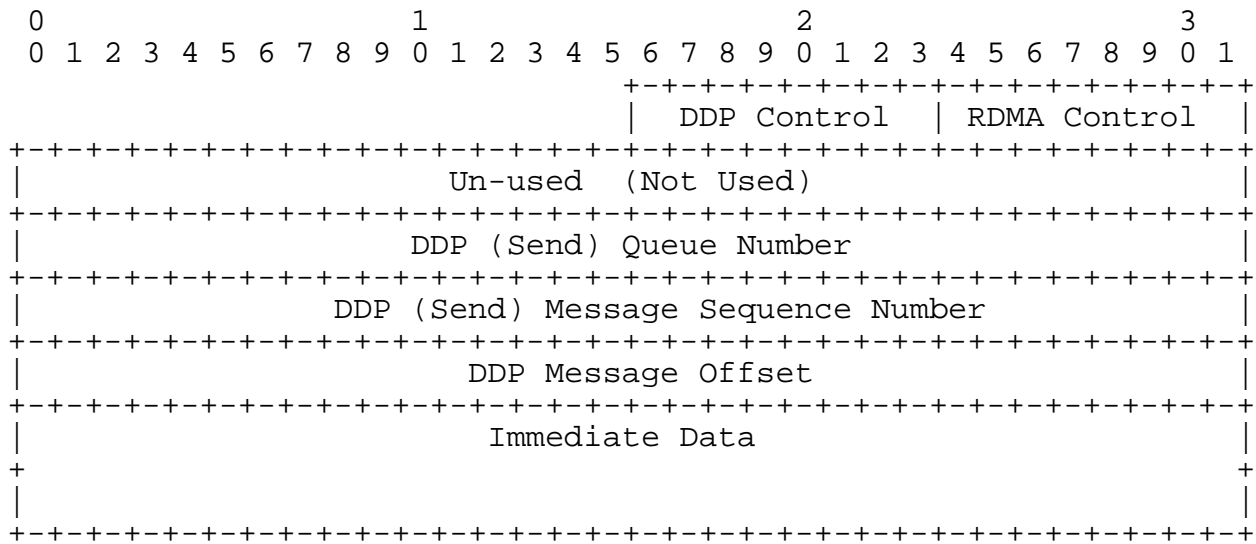 0                   1                   2                   3
0 1 2 3 4 5 6 7 8 9 0 1 2 3 4 5 6 7 8 9 0 1 2 3 4 5 6 7 8 9 0 1
+-+-+-+-+-+-+-+-+-+-+-+-+-+-+-+-+
| DDP Control | RDMA Control |
+-+-+-+-+-+-+-+-+-+-+-+-+-+-+-+-+-+-+-+-+-+-+-+-+-+-+-+-+-+-+-+-+
| Un-used (Not Used) |
+-+-+-+-+-+-+-+-+-+-+-+-+-+-+-+-+-+-+-+-+-+-+-+-+-+-+-+-+-+-+-+-+
| DDP (Send) Queue Number |
+-+-+-+-+-+-+-+-+-+-+-+-+-+-+-+-+-+-+-+-+-+-+-+-+-+-+-+-+-+-+-+-+
| DDP (Send) Message Sequence Number |
+-+-+-+-+-+-+-+-+-+-+-+-+-+-+-+-+-+-+-+-+-+-+-+-+-+-+-+-+-+-+-+-+
| DDP Message Offset |
+-+-+-+-+-+-+-+-+-+-+-+-+-+-+-+-+-+-+-+-+-+-+-+-+-+-+-+-+-+-+-+-+
| Immediate Data |
+ +
| |
+-+-+-+-+-+-+-+-+-+-+-+-+-+-+-+-+-+-+-+-+-+-+-+-+-+-+-+-+-+-+-+-+